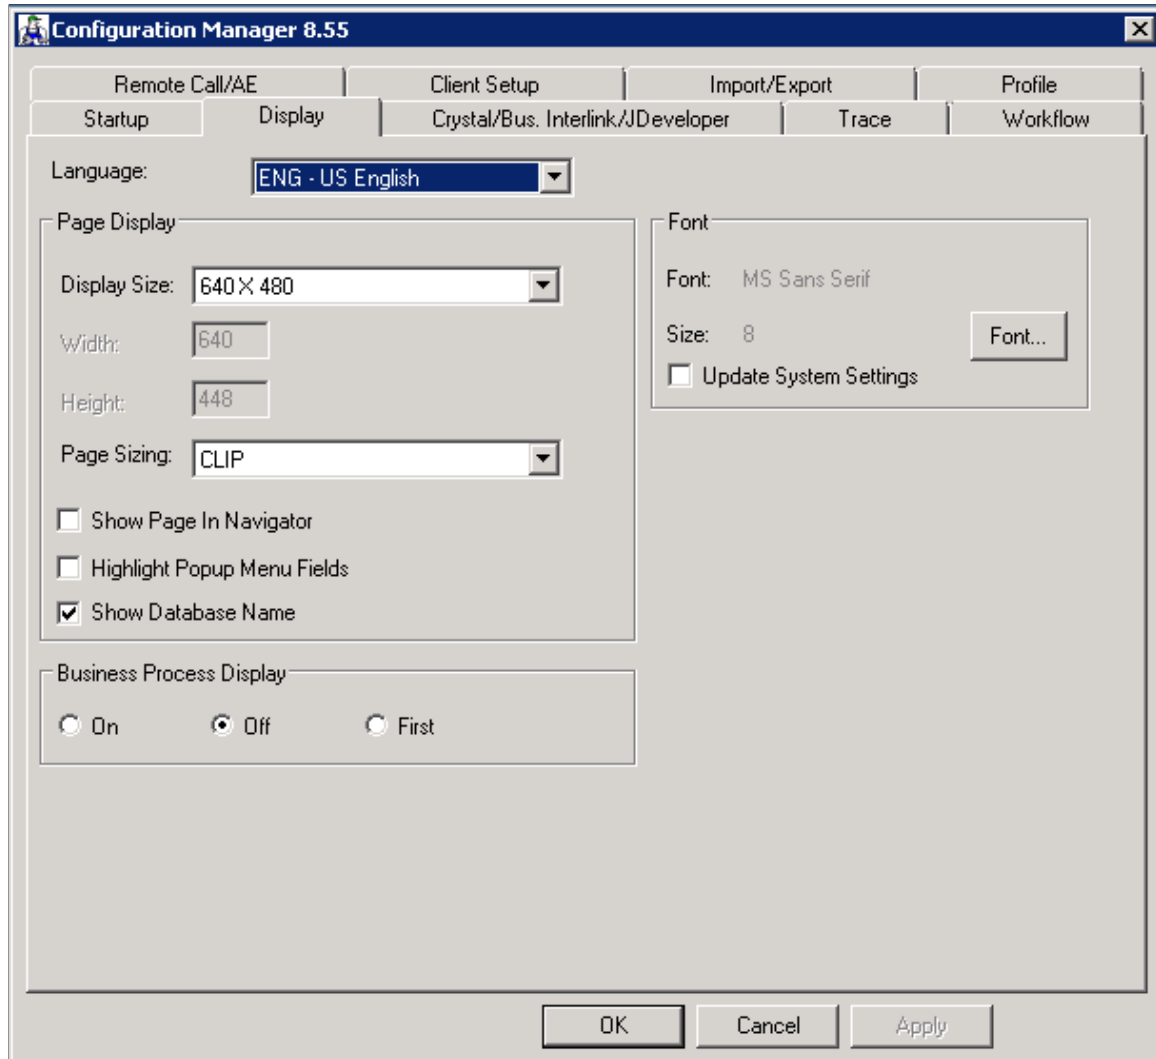 Configuration Manager 8.55
Remote Call/AE Client Setup Import/Export Profile
Startup Display Crystal/Bus. Interlink/JDeveloper Trace Workflow
Language: ENG - US English
Page Display
Display Size: 640 X 480
Width: 640
Height: 448
Page Sizing: CLIP
Show Page In Navigator
Highlight Popup Menu Fields
Show Database Name
Font
Font: MS Sans Serif
Size: 8
Font...
Update System Settings
Business Process Display
On Off First
OK Cancel Apply